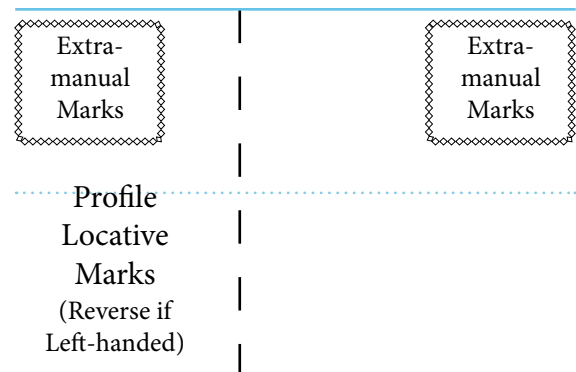 Extra-
manual
Marks
Extra-
manual
Marks
Profile
Locative
Marks
(Reverse if
Left-handed)